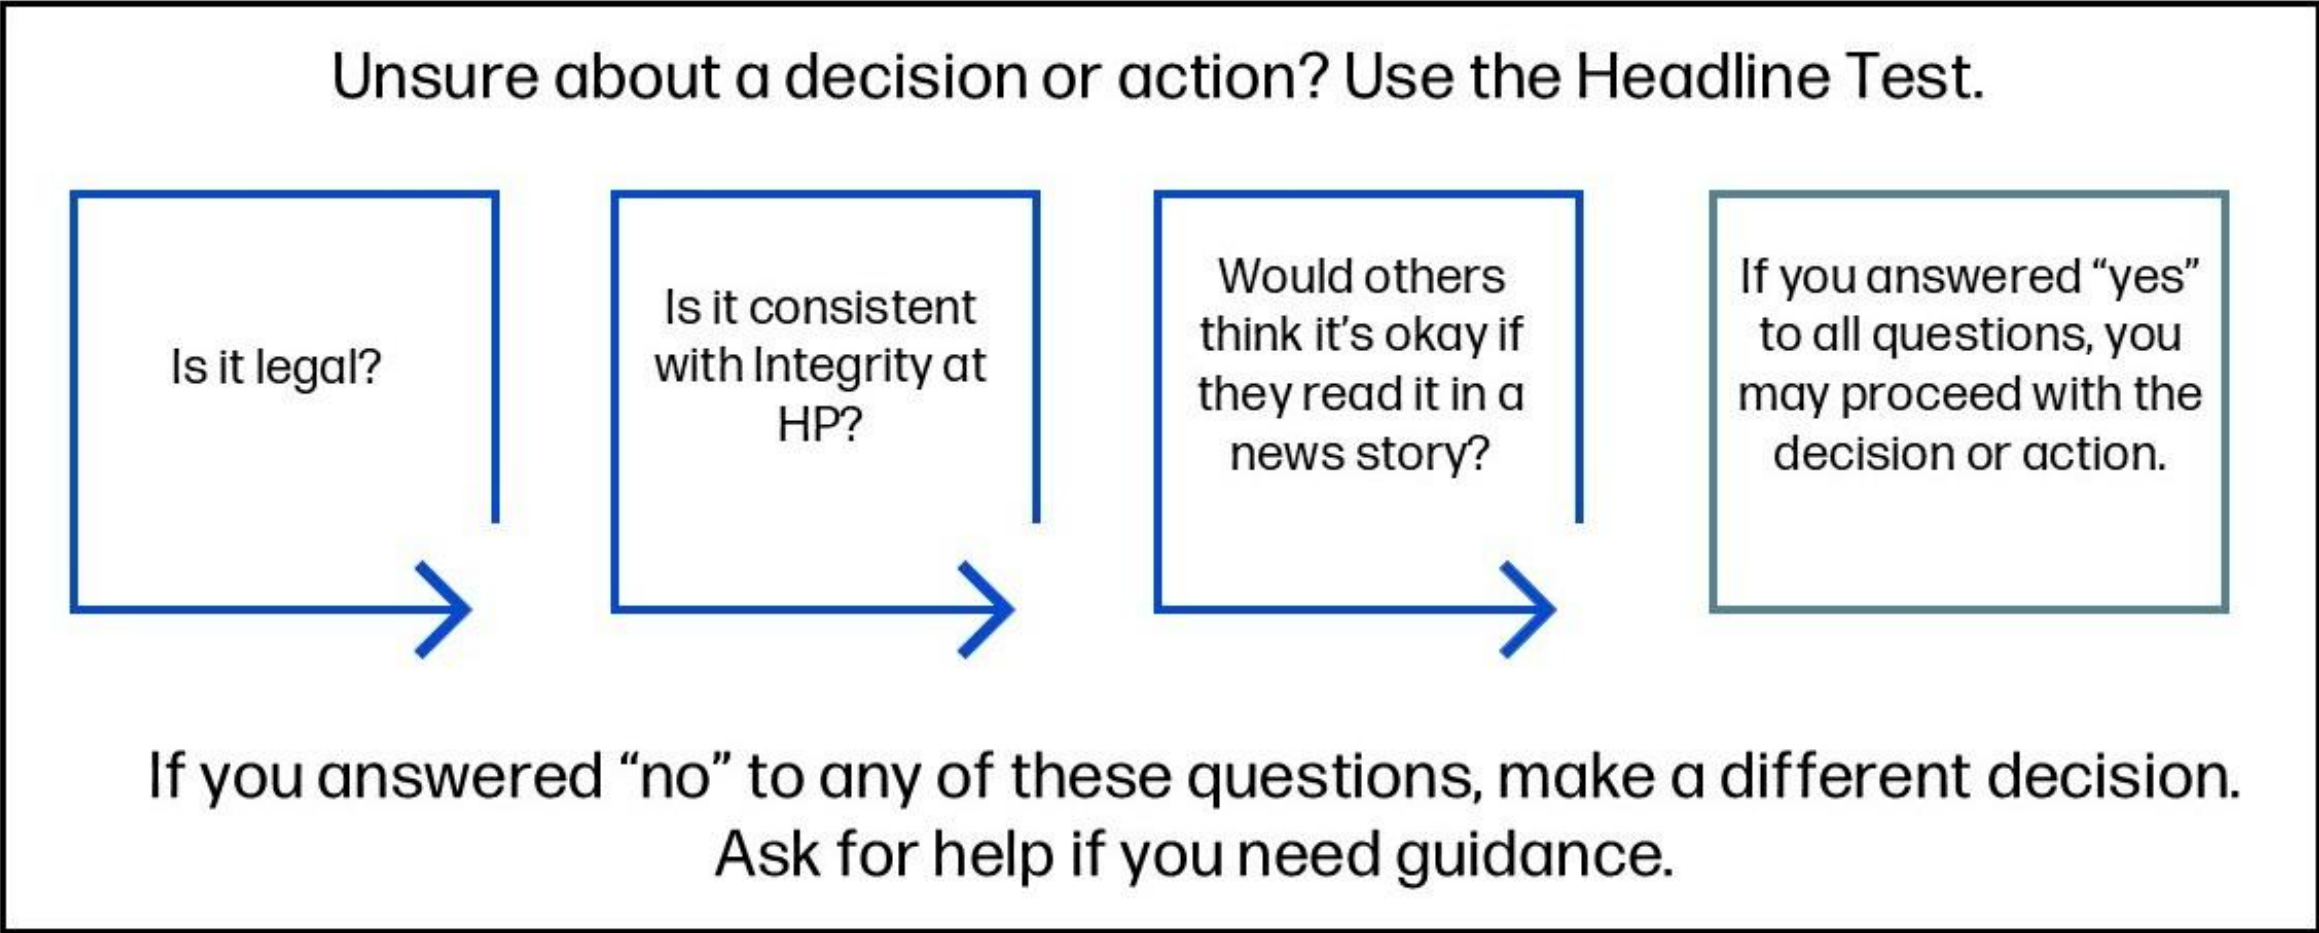 Unsure about a decision or action? Use the Headline Test.
Is it legal?
Is it consistent
with Integrity at
HP?
Would others
think it’s okay if
they read it in a
news story?
If you answered “yes”
to all questions, you
may proceed with the
decision or action.
If you answered “no” to any of these questions, make a different decision.
Ask for help if you need guidance.